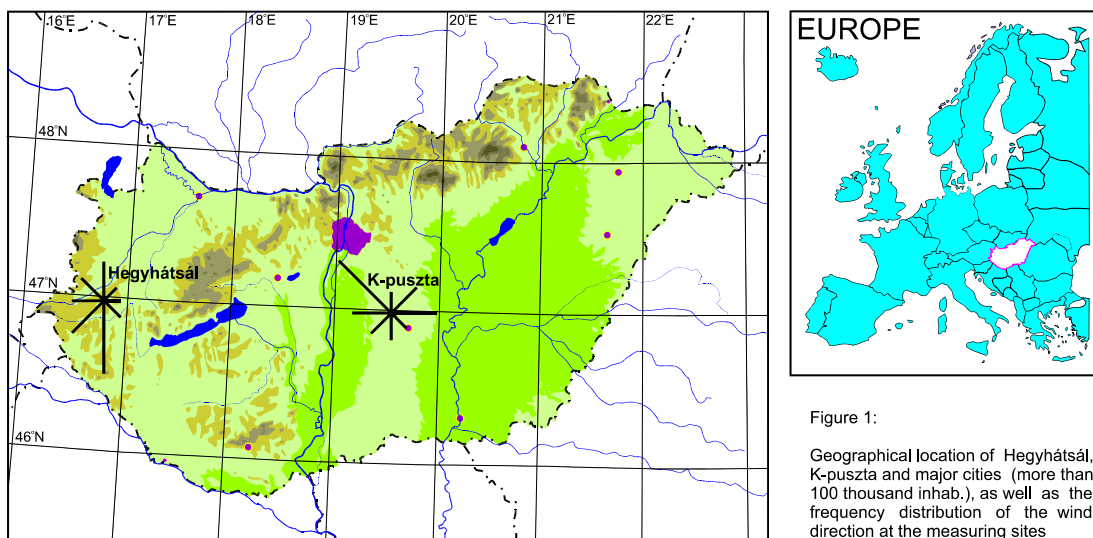 16°E 17°E 18°E 19°E 20°E 21°E 22°E
48°N
47°N
46°N
Hegyhátsál
K-puszta
EUROPE
Figure 1:
Geographical location of Hegyhátsál,
K-puszta and major cities (more than
100 thousand inhab.), as well as the
frequency distribution of the wind
direction at the measuring sites